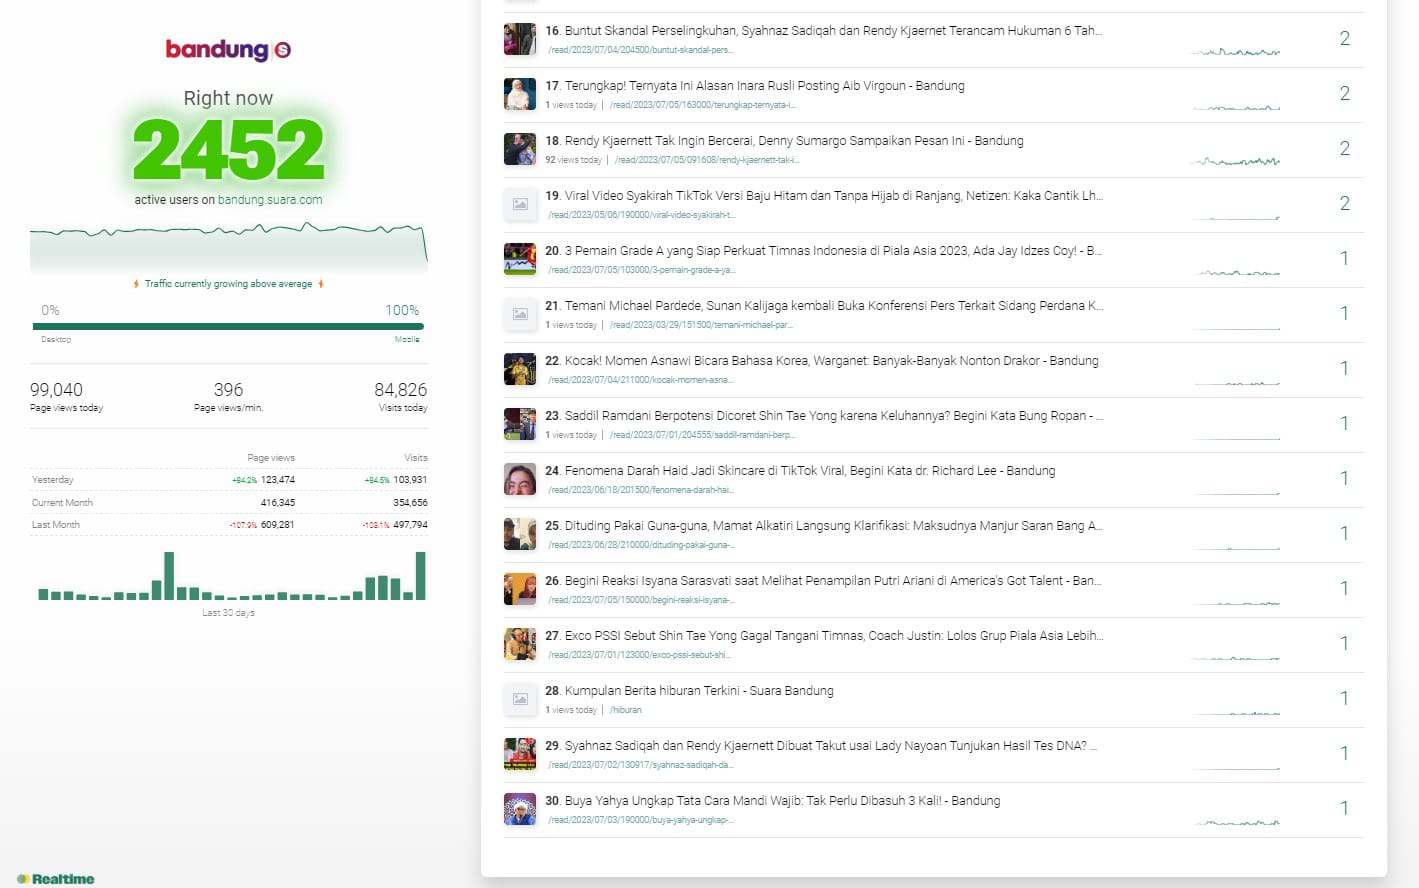 bandung S
Right now
2452
active users on bandung.suara.com
Traffic currently growing above average
0% 100%
Desktop Mobile
99,040 396 84,826
Page views today Page views/min. Visits today
Page views Visits
Yesterday +84.2% 123,474 +84.5% 103,931
Current Month 416,345 354,656
Last Month -107.9% 609,281 -108.1% 497,794
Last 30 days
Realtime
16. Buntut Skandal Perselingkuhan, Syahnaz Sadiqah dan Rendy Kjaernet Terancam Hukuman 6 Tah... 2
/read/2023/07/04/204500/buntut-skandal-pers...
17. Terungkap! Ternyata Ini Alasan Inara Rusli Posting Aib Virgoun - Bandung 2
1 views today | /read/2023/07/05/163000/terungkap-ternyata-i...
18. Rendy Kjaernett Tak Ingin Bercerai, Denny Sumargo Sampaikan Pesan Ini - Bandung 2
92 views today | /read/2023/07/05/091608/rendy-kjaernett-tak-i...
19. Viral Video Syakirah TikTok Versi Baju Hitam dan Tanpa Hijab di Ranjang, Netizen: Kaka Cantik Lh... 2
/read/2023/05/06/190000/viral-video-syakirah-t...
20. 3 Pemain Grade A yang Siap Perkuat Timnas Indonesia di Piala Asia 2023, Ada Jay Idzes Coy! - B... 1
/read/2023/07/05/103000/3-pemain-grade-a-ya...
21. Temani Michael Pardede, Sunan Kalijaga kembali Buka Konferensi Pers Terkait Sidang Perdana K... 1
1 views today | /read/2023/03/29/151500/temani-michael-par...
22. Kocak! Momen Asnawi Bicara Bahasa Korea, Warganet: Banyak-Banyak Nonton Drakor - Bandung 1
/read/2023/07/04/211000/kocak-momen-asna...
23. Saddil Ramdani Berpotensi Dicoret Shin Tae Yong karena Keluhannya? Begini Kata Bung Ropan - ... 1
1 views today | /read/2023/07/01/204555/saddil-ramdani-berp...
24. Fenomena Darah Haid Jadi Skincare di TikTok Viral, Begini Kata dr. Richard Lee - Bandung 1
/read/2023/06/18/201500/fenomena-darah-hai...
25. Dituding Pakai Guna-guna, Mamat Alkatiri Langsung Klarifikasi: Maksudnya Manjur Saran Bang A... 1
/read/2023/06/28/210000/dituding-pakai-guna-...
26. Begini Reaksi Isyana Sarasvati saat Melihat Penampilan Putri Ariani di America's Got Talent - Ban... 1
/read/2023/07/05/150000/begini-reaksi-isyana-...
27. Exco PSSI Sebut Shin Tae Yong Gagal Tangani Timnas, Coach Justin: Lolos Grup Piala Asia Lebih... 1
/read/2023/07/01/123000/exco-pssi-sebut-shi...
28. Kumpulan Berita hiburan Terkini - Suara Bandung 1
1 views today | /hiburan
29. Syahnaz Sadiqah dan Rendy Kjaernett Dibuat Takut usai Lady Nayoan Tunjukan Hasil Tes DNA? ... 1
/read/2023/07/02/130917/syahnaz-sadiqah-da...
30. Buya Yahya Ungkap Tata Cara Mandi Wajib: Tak Perlu Dibasuh 3 Kali! - Bandung 1
/read/2023/07/03/190000/buya-yahya-ungkap-...